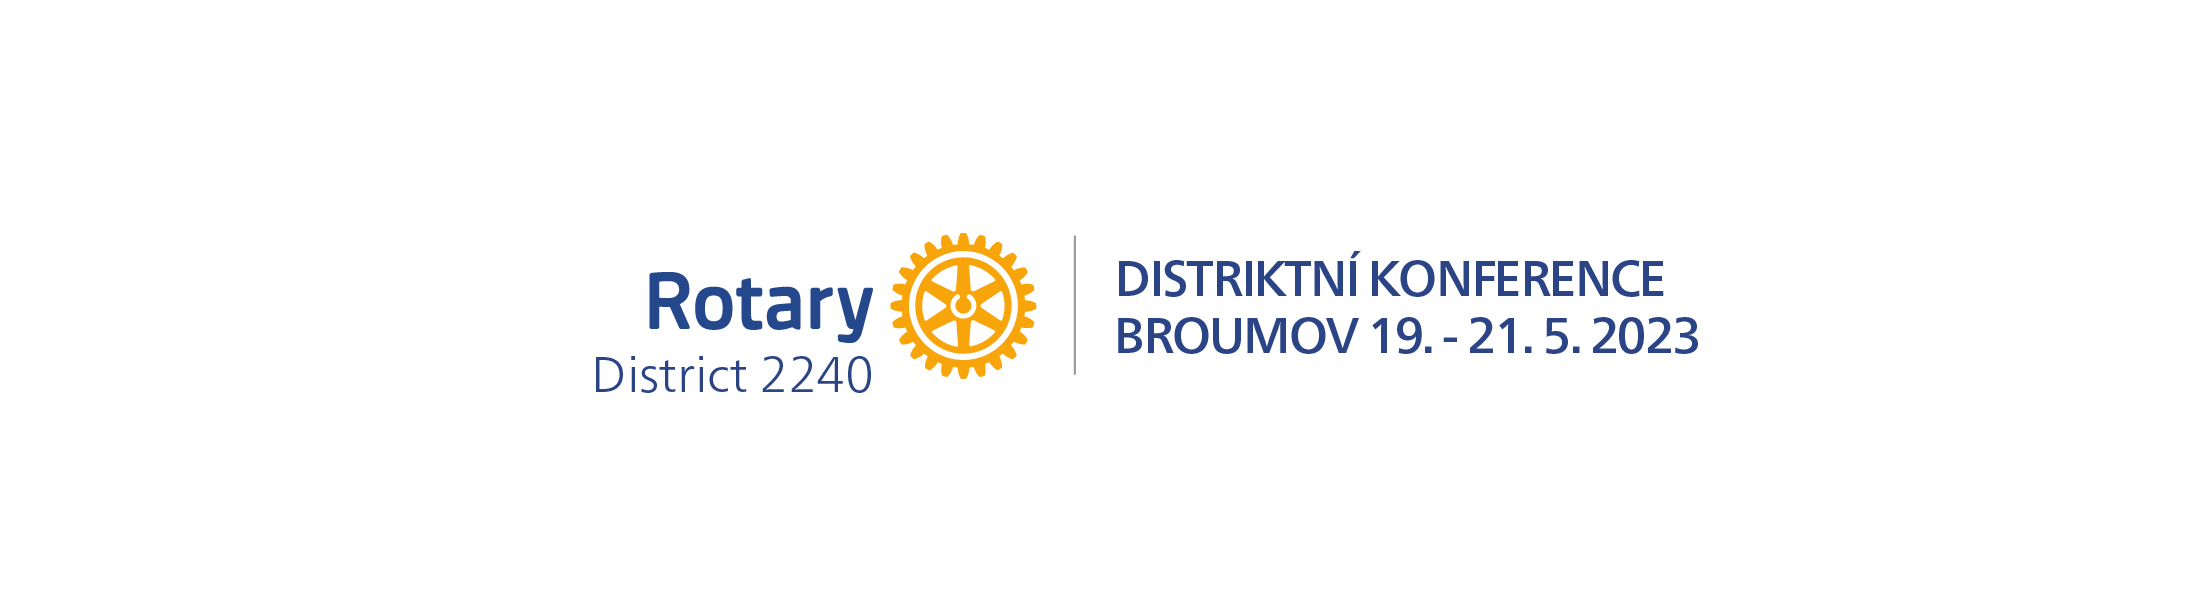 Rotary
District 2240
DISTRIKTNÍ KONFERENCE
BROUMOV 19. - 21. 5. 2023